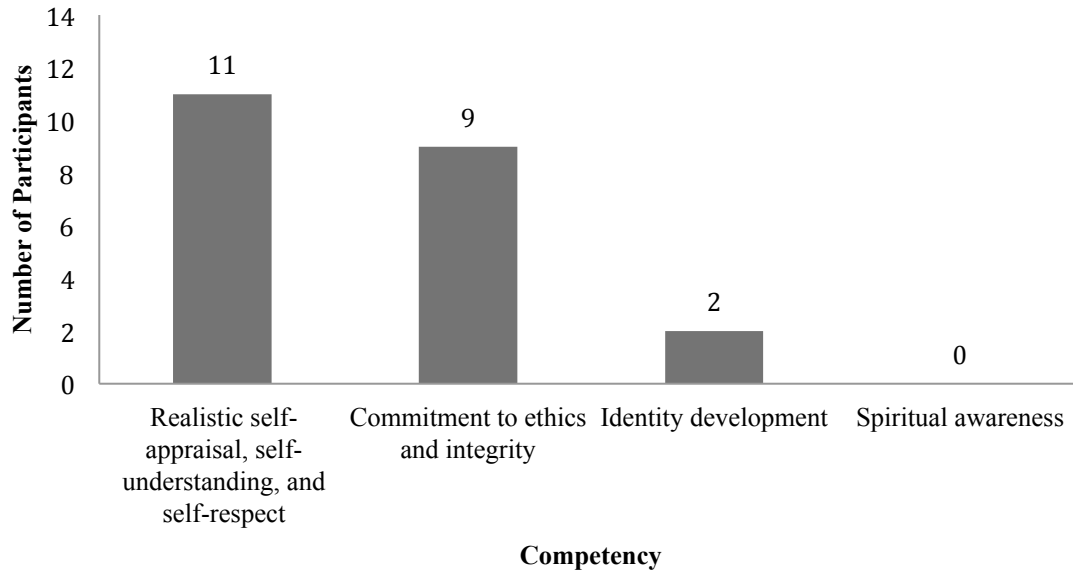 14
12
10
8
6
4
2
0
Number of Participants
11
9
2
0
Realistic self-
appraisal, self-
understanding, and
self-respect
Commitment to ethics
and integrity
Identity development
Spiritual awareness
Competency